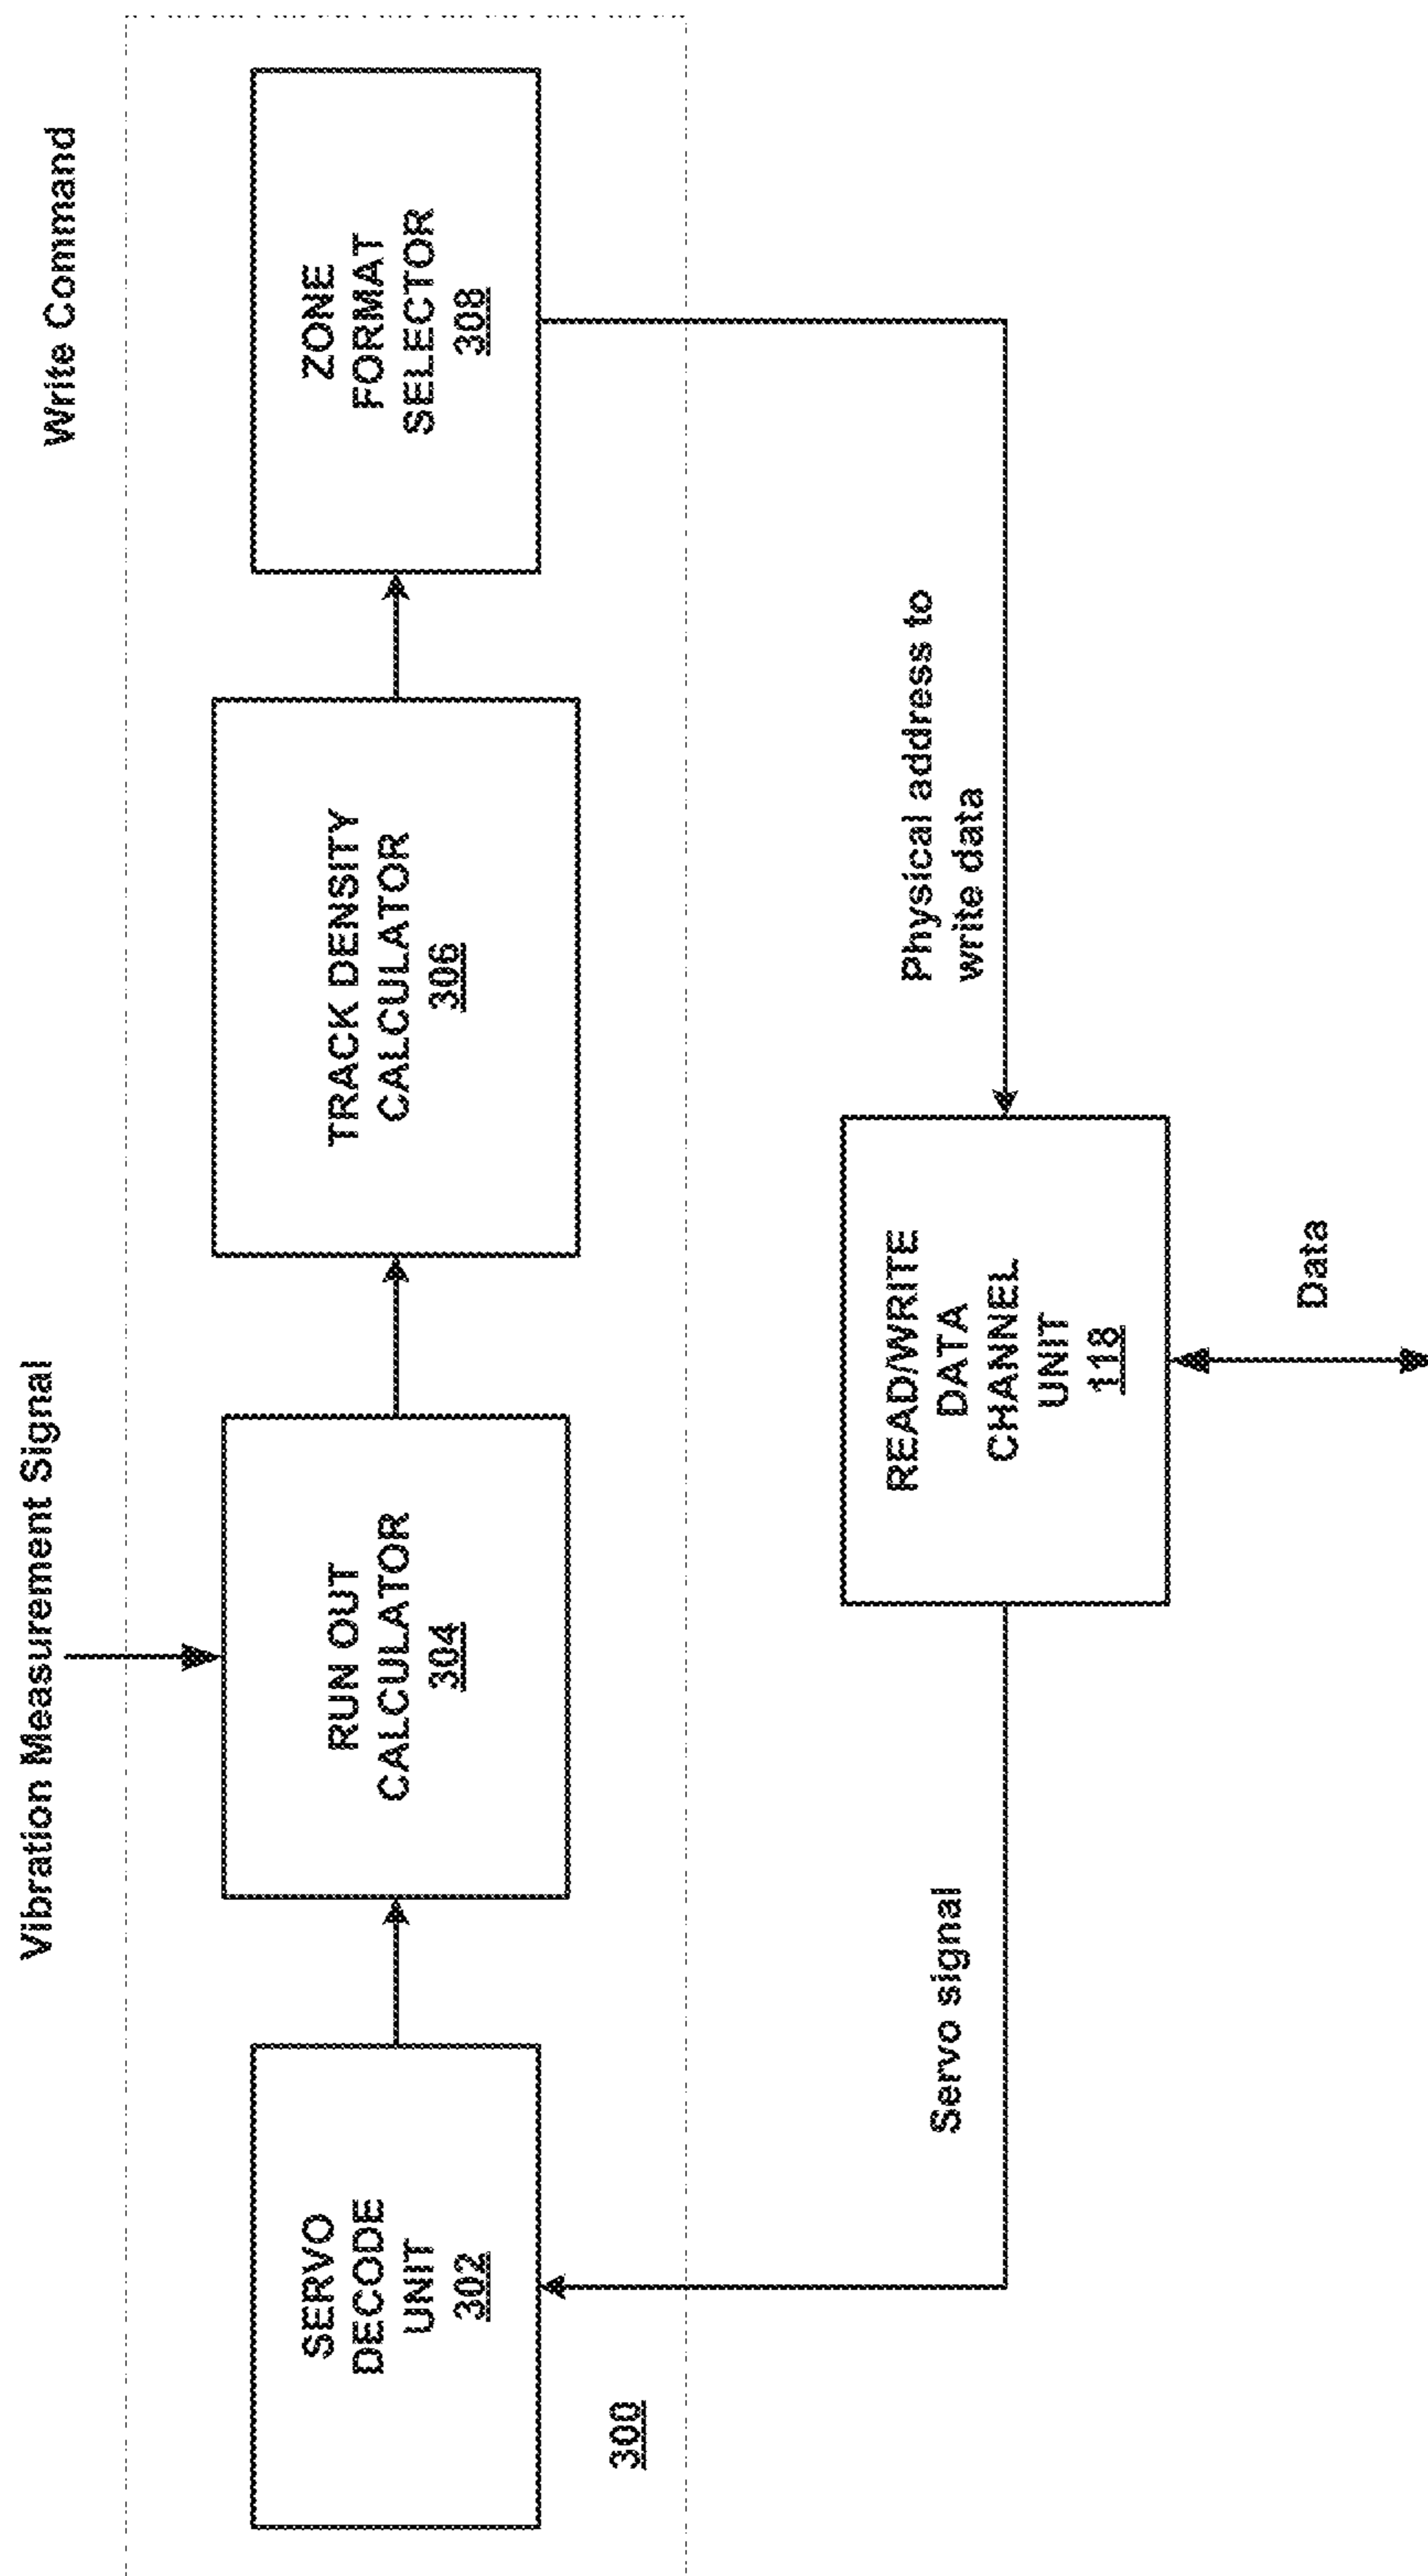 Vibration Measurement Signal
Write Command
SERVO
DECODE
UNIT
302
RUN OUT
CALCULATOR
304
TRACK DENSITY
CALCULATOR
306
ZONE
FORMAT
SELECTOR
308
300
Servo signal
READ/WRITE
DATA
CHANNEL
UNIT
118
Physical address to
write data
Data